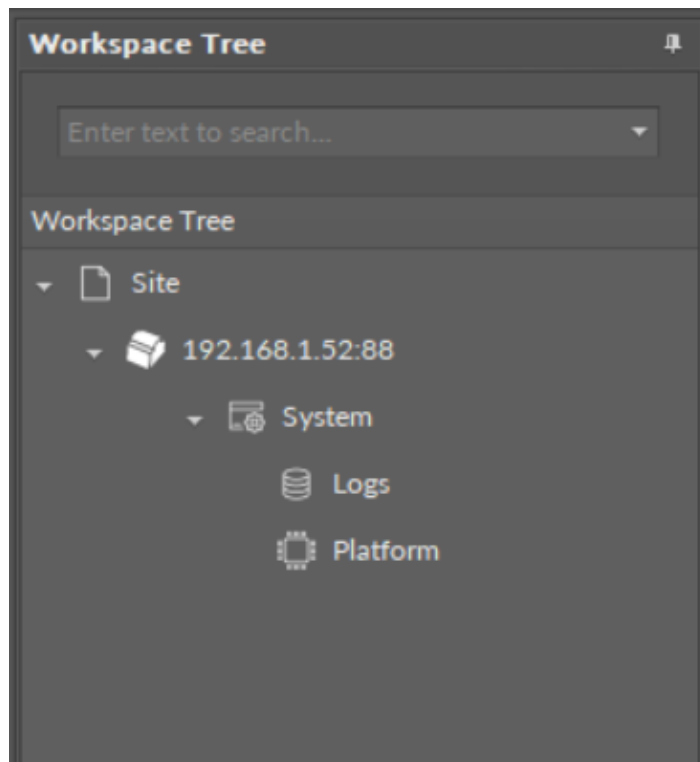 Workspace Tree
Enter text to search...
Workspace Tree
Site
192.168.1.52:88
System
Logs
Platform